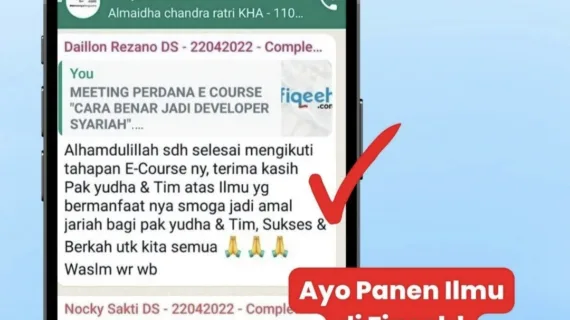 Almaidha chandra ratri KHA - 110...
Daillon Rezano DS - 22042022 - Comple...
You
MEETING PERDANA E COURSE
"CARA BENAR JADI DEVELOPER
SYARIAH"....
fiqeeh
.com
Alhamdulillah sdh selesai mengikuti
tahapan E-Course ny, terima kasih
Pak yudha & Tim atas Ilmu yg
bermanfaat nya smoga jadi amal
jariah bagi pak yudha & Tim, Sukses &
Berkah utk kita semua 🙏🙏🙏
Waslm wr wb
Nocky Sakti DS - 22042022 - Comple...
Ayo Panen Ilmu